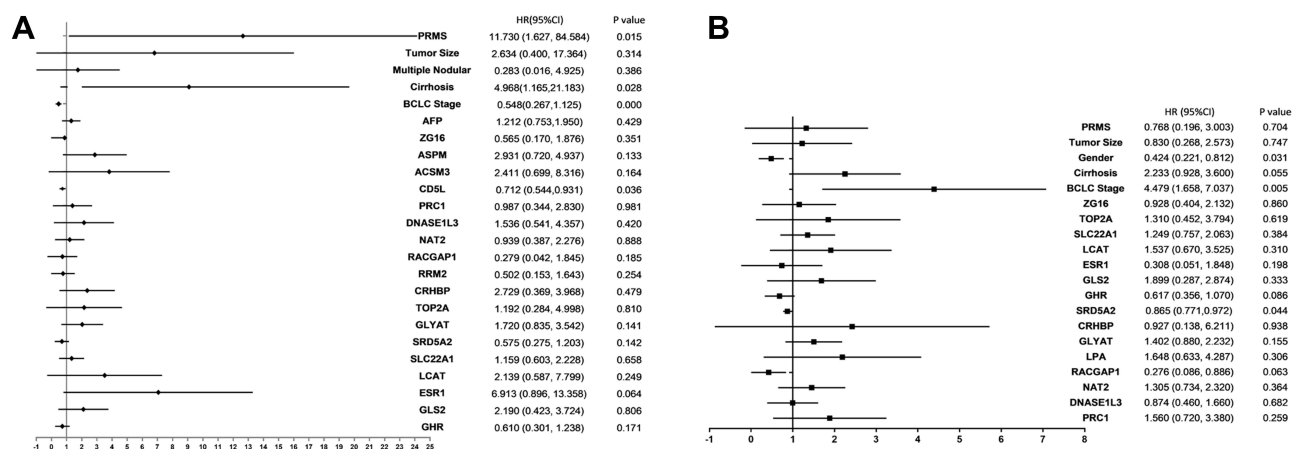 A
HR(95%CI) P value
PRMS 11.730 (1.627, 84.584) 0.015
Tumor Size 2.634 (0.400, 17.364) 0.314
Multiple Nodular 0.283 (0.016, 4.925) 0.386
Cirrhosis 4.968(1.165,21.183) 0.028
BCLC Stage 0.548(0.267,1.125) 0.000
AFP 1.212 (0.753,1.950) 0.429
ZG16 0.565 (0.170, 1.876) 0.351
ASPM 2.931 (0.720, 4.937) 0.133
ACSM3 2.411 (0.699, 8.316) 0.164
CD5L 0.712 (0.544,0.931) 0.036
PRC1 0.987 (0.344, 2.830) 0.981
DNASE1L3 1.536 (0.541, 4.357) 0.420
NAT2 0.939 (0.387, 2.276) 0.888
RACGAP1 0.279 (0.042, 1.845) 0.185
RRM2 0.502 (0.153, 1.643) 0.254
CRHBP 2.729 (0.369, 3.968) 0.479
TOP2A 1.192 (0.284, 4.998) 0.810
GLYAT 1.720 (0.835, 3.542) 0.141
SRD5A2 0.575 (0.275, 1.203) 0.142
SLC22A1 1.159 (0.603, 2.228) 0.658
LCAT 2.139 (0.587, 7.799) 0.249
ESR1 6.913 (0.896, 13.358) 0.064
GLS2 2.190 (0.423, 3.724) 0.806
GHR 0.610 (0.301, 1.238) 0.171
-1 0 1 2 3 4 5 6 7 8 9 10 11 12 13 14 15 16 17 18 19 20 21 22 23 24 25
B
HR (95%CI) P value
PRMS 0.768 (0.196, 3.003) 0.704
Tumor Size 0.830 (0.268, 2.573) 0.747
Gender 0.424 (0.221, 0.812) 0.031
Cirrhosis 2.233 (0.928, 3.600) 0.055
BCLC Stage 4.479 (1.658, 7.037) 0.005
ZG16 0.928 (0.404, 2.132) 0.860
TOP2A 1.310 (0.452, 3.794) 0.619
SLC22A1 1.249 (0.757, 2.063) 0.384
LCAT 1.537 (0.670, 3.525) 0.310
ESR1 0.308 (0.051, 1.848) 0.198
GLS2 1.899 (0.287, 2.874) 0.333
GHR 0.617 (0.356, 1.070) 0.086
SRD5A2 0.865 (0.771,0.972) 0.044
CRHBP 0.927 (0.138, 6.211) 0.938
GLYAT 1.402 (0.880, 2.232) 0.155
LPA 1.648 (0.633, 4.287) 0.306
RACGAP1 0.276 (0.086, 0.886) 0.063
NAT2 1.305 (0.734, 2.320) 0.364
DNASE1L3 0.874 (0.460, 1.660) 0.682
PRC1 1.560 (0.720, 3.380) 0.259
-1 0 1 2 3 4 5 6 7 8